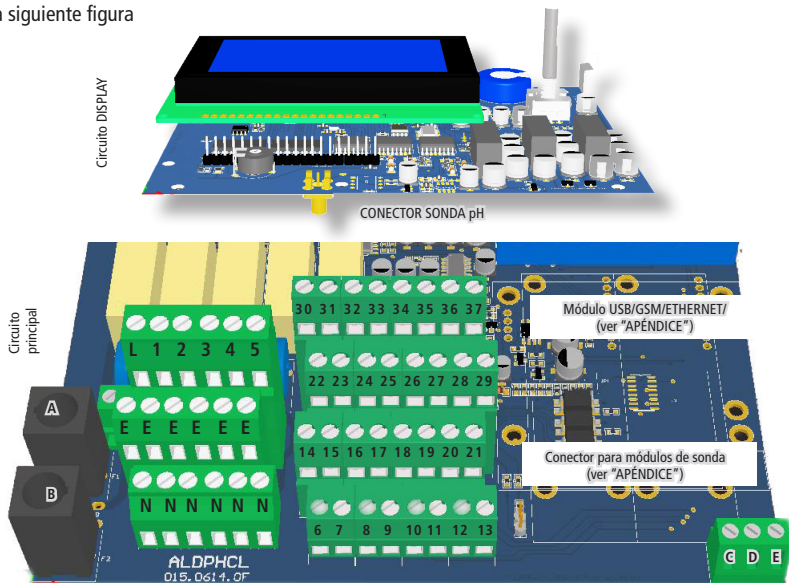 a siguiente figura
Circuito DISPLAY
CONECTOR SONDA pH
Circuito
principal
30 31 32 33 34 35 36 37
Módulo USB/GSM/ETHERNET/
(ver "APÉNDICE")
L 1 2 3 4 5
22 23 24 25 26 27 28 29
A
E E E E E E
14 15 16 17 18 19 20 21
Conector para módulos de sonda
(ver "APÉNDICE")
B
F1
N N N N N N
6 7 8 9 10 11 12 13
F2
ALDPHCL
015.0614.0F
C D E